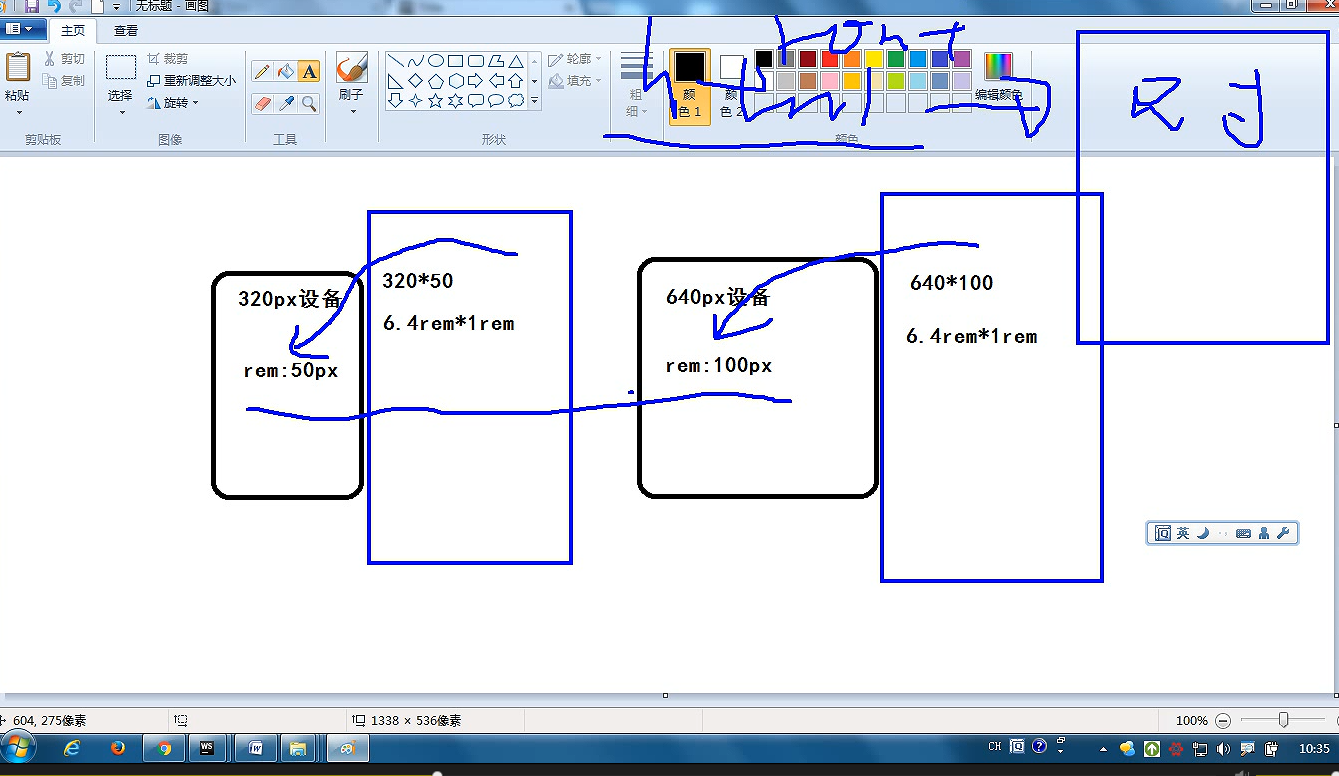 无标题 - 画图
主页
查看
粘贴
剪切
复制
剪贴板
选择
裁剪
重新调整大小
旋转
图像
A
工具
刷子
形状
轮廓
填充
粗
细
颜
色 1
颜
色 2
编辑颜色
颜色
font
尺寸
320px设备
rem:50px
320*50
6.4rem*1rem
640px设备
rem:100px
640*100
6.4rem*1rem
英
604, 275像素
1338 × 536像素
100%
WS
W
CH
10:35